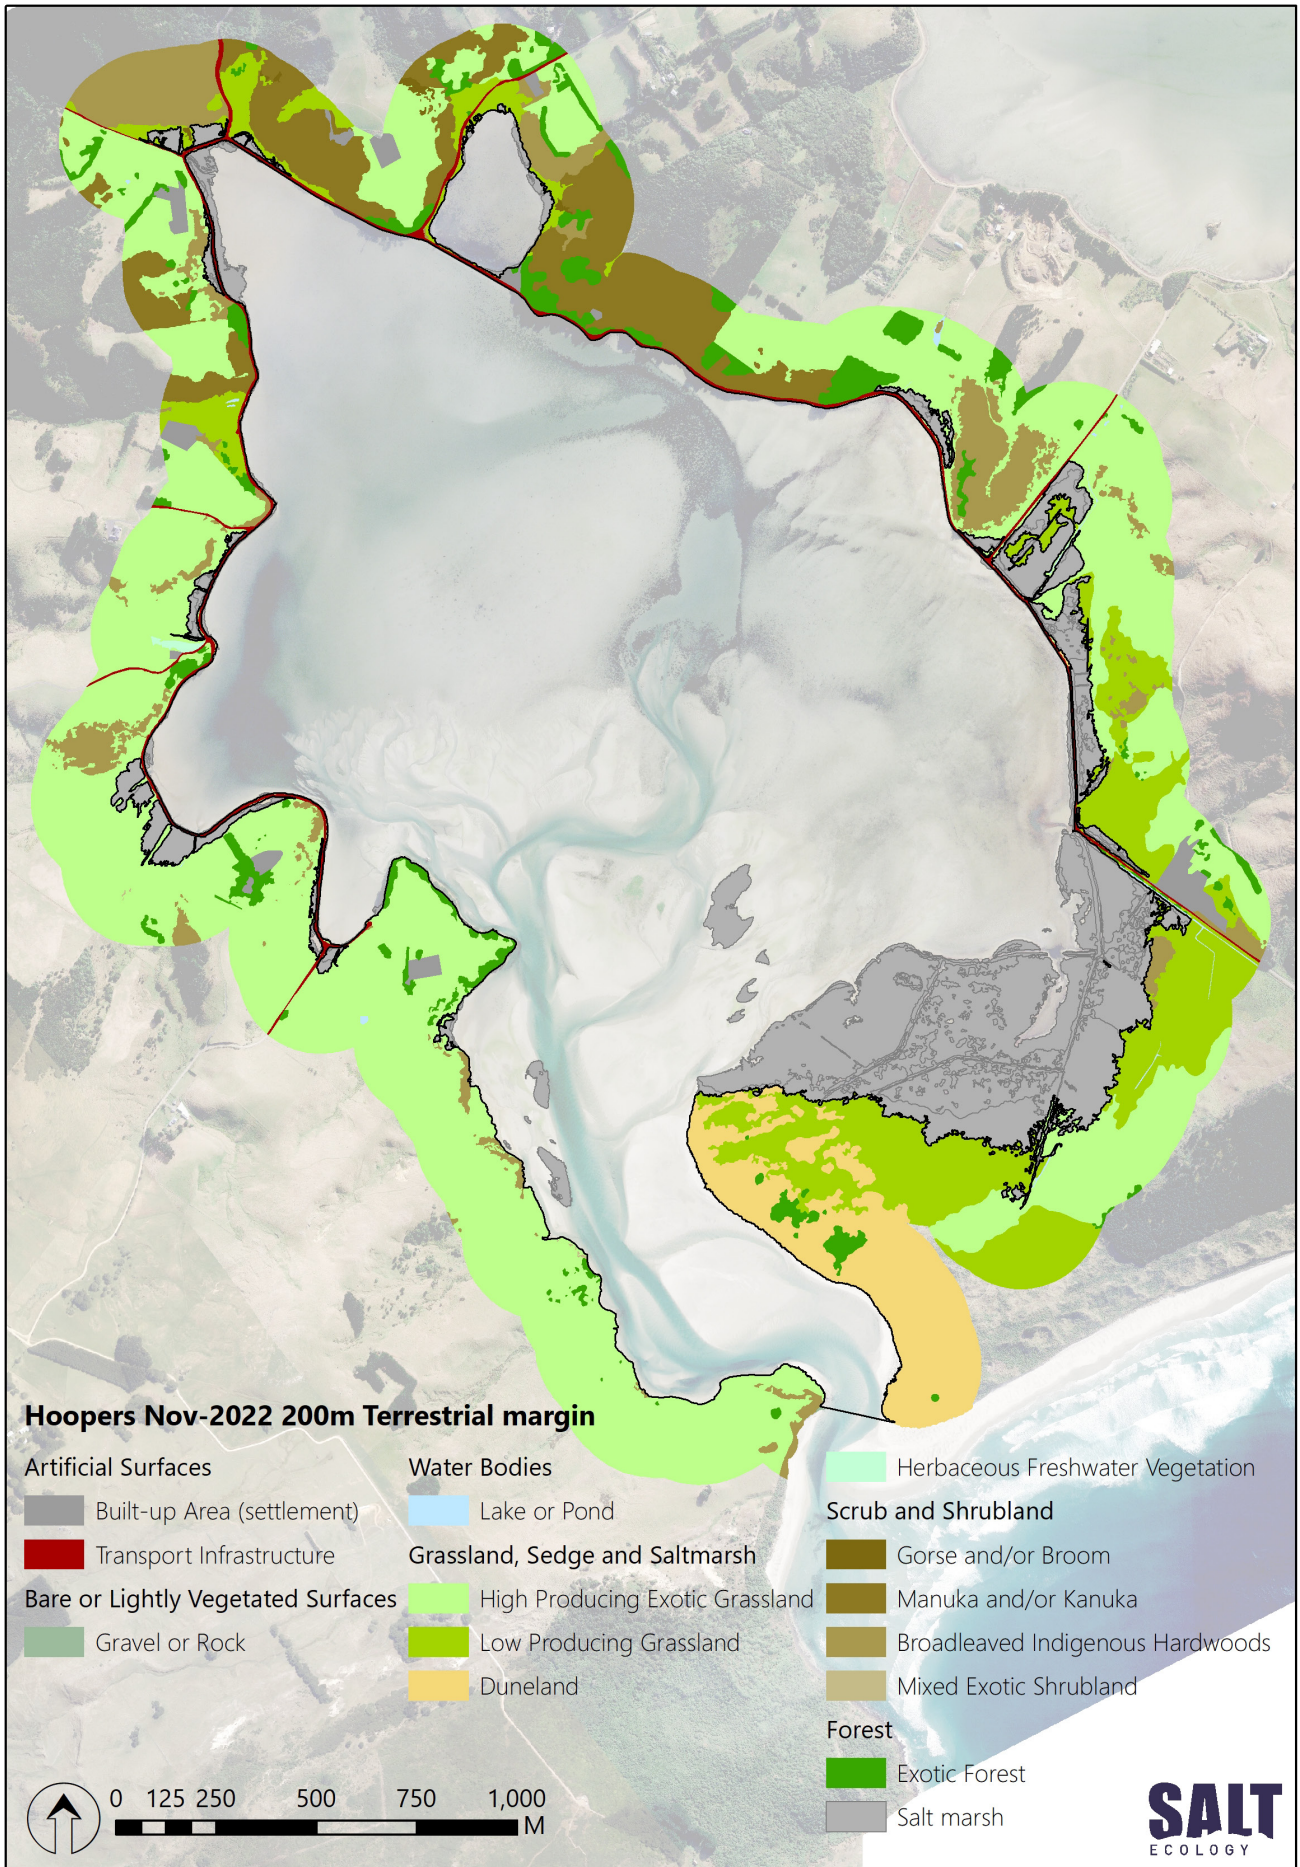 Hoopers Nov-2022 200m Terrestrial margin
Artificial Surfaces
Built-up Area (settlement)
Transport Infrastructure
Bare or Lightly Vegetated Surfaces
Gravel or Rock
Water Bodies
Lake or Pond
Grassland, Sedge and Saltmarsh
High Producing Exotic Grassland
Low Producing Grassland
Duneland
Herbaceous Freshwater Vegetation
Scrub and Shrubland
Gorse and/or Broom
Manuka and/or Kanuka
Broadleaved Indigenous Hardwoods
Mixed Exotic Shrubland
Forest
Exotic Forest
Salt marsh
0 125 250 500 750 1,000
M
SALT
ECOLOGY